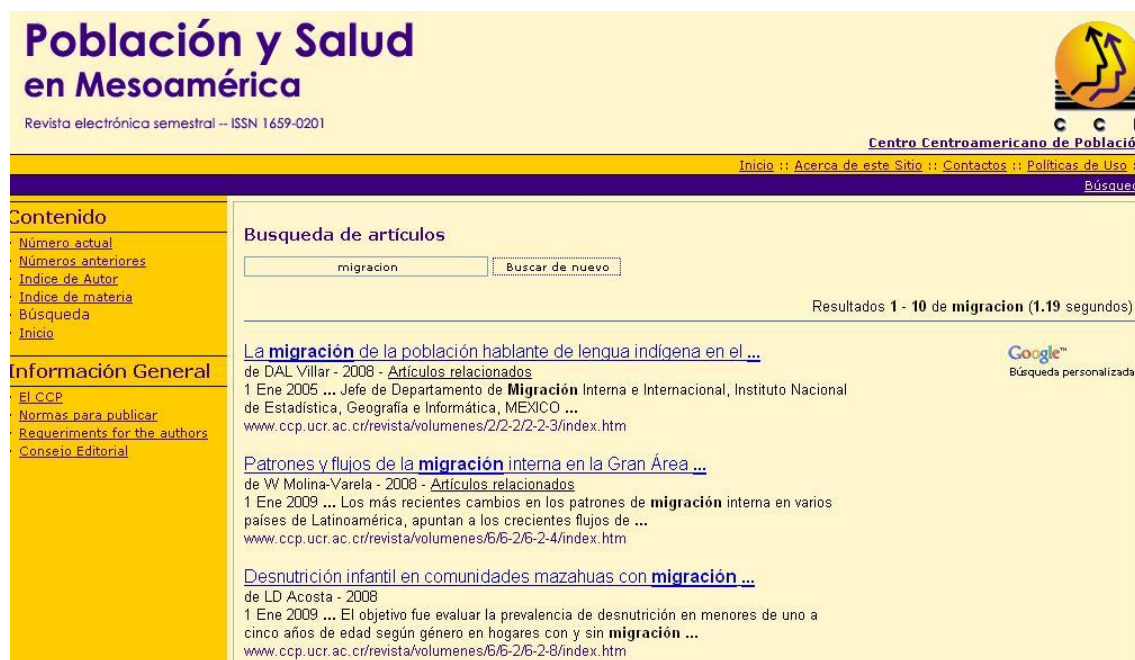 Población y Salud
en Mesoamérica
Revista electrónica semestral -- ISSN 1659-0201
C C
Centro Centroamericano de Població
Inicio :: Acerca de este Sitio :: Contactos :: Políticas de Uso :
Búsqued
Contenido
Número actual
Números anteriores
Indice de Autor
Indice de materia
Búsqueda
Inicio
Información General
El CCP
Normas para publicar
Requeriments for the authors
Consejo Editorial
Busqueda de artículos
migracion Buscar de nuevo
Resultados 1 - 10 de migracion (1.19 segundos)
Google™
Búsqueda personalizada
La migración de la población hablante de lengua indígena en el ...
de DAL Villar - 2008 - Artículos relacionados
1 Ene 2005 ... Jefe de Departamento de Migración Interna e Internacional, Instituto Nacional
de Estadística, Geografía e Informática, MEXICO ...
www.ccp.ucr.ac.cr/revista/volumenes/2/2-2/2-2-3/index.htm
Patrones y flujos de la migración interna en la Gran Área ...
de W Molina-Varela - 2008 - Artículos relacionados
1 Ene 2009 ... Los más recientes cambios en los patrones de migración interna en varios
países de Latinoamérica, apuntan a los crecientes flujos de ...
www.ccp.ucr.ac.cr/revista/volumenes/6/6-2/6-2-4/index.htm
Desnutrición infantil en comunidades mazahuas con migración ...
de LD Acosta - 2008
1 Ene 2009 ... El objetivo fue evaluar la prevalencia de desnutrición en menores de uno a
cinco años de edad según género en hogares con y sin migración ...
www.ccp.ucr.ac.cr/revista/volumenes/6/6-2/6-2-8/index.htm